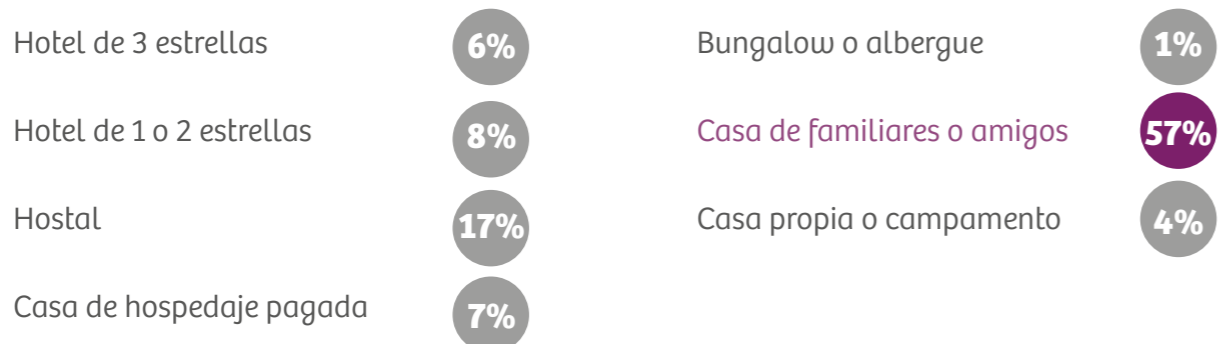 Hotel de 3 estrellas 6%
Hotel de 1 o 2 estrellas 8%
Hostal 17%
Casa de hospedaje pagada 7%
Bungalow o albergue 1%
Casa de familiares o amigos 57%
Casa propia o campamento 4%